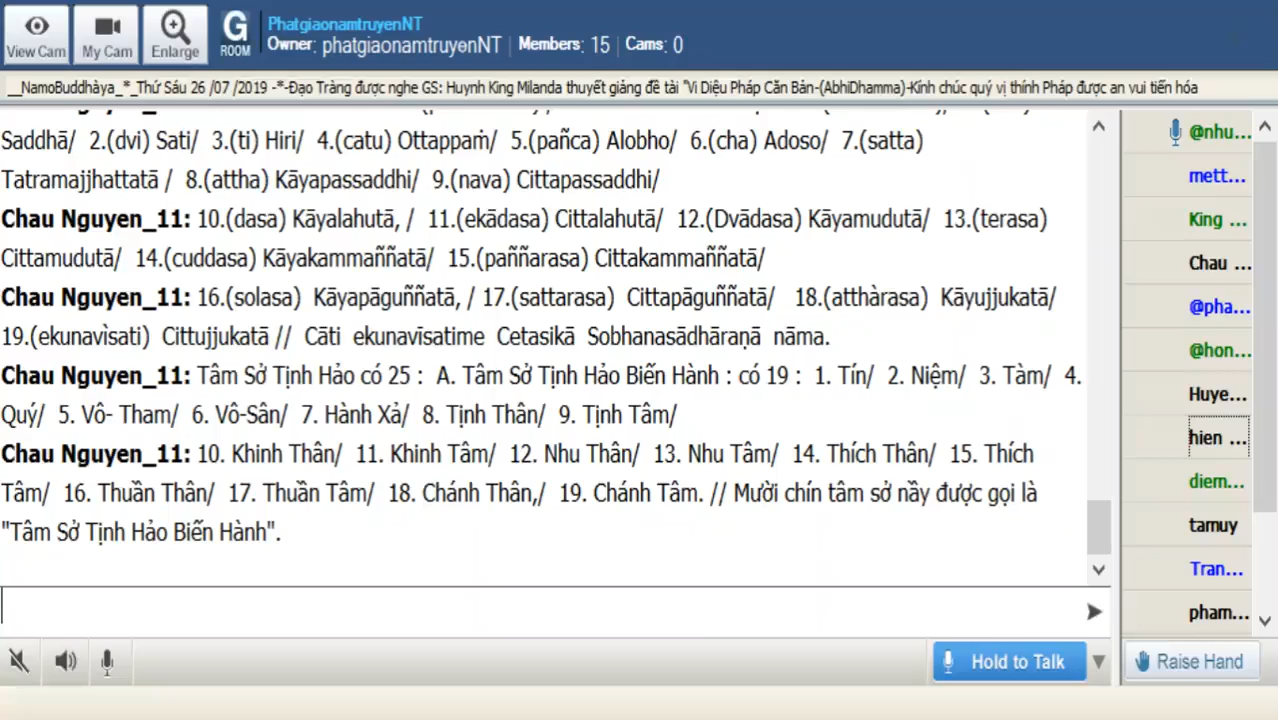 PhatgiaonamtruyenNT
View Cam My Cam Enlarge G ROOM Owner: phatgiaonamtruyenNT Members: 15 Cams: 0
__NamoBuddhàya_*_Thứ Sáu 26 /07 /2019 -*-Đạo Tràng được nghe GS: Huynh King Milanda thuyết giảng đề tài "Vi Diệu Pháp Căn Bản-(AbhiDhamma)-Kính chúc quý vị thính Pháp được an vui tiến hóa
Saddhā/ 2.(dvi) Sati/ 3.(ti) Hiri/ 4.(catu) Ottappaṁ/ 5.(pañca) Alobho/ 6.(cha) Adoso/ 7.(satta)
Tatramajjhattatā / 8.(attha) Kāyapassaddhi/ 9.(nava) Cittapassaddhi/
Chau Nguyen_11: 10.(dasa) Kāyalahutā, / 11.(ekādasa) Cittalahutā/ 12.(Dvādasa) Kāyamudutā/ 13.(terasa)
Cittamudutā/ 14.(cuddasa) Kāyakammaññatā/ 15.(paññarasa) Cittakammaññatā/
Chau Nguyen_11: 16.(solasa) Kāyapāguññatā, / 17.(sattarasa) Cittapāguññatā/ 18.(atthàrasa) Kāyujjukatā/
19.(ekunavìsati) Cittujjukatā // Cāti ekunavīsatime Cetasikā Sobhanasādhāraṇā nāma.
Chau Nguyen_11: Tâm Sở Tịnh Hảo có 25 : A. Tâm Sở Tịnh Hảo Biến Hành : có 19 : 1. Tín/ 2. Niệm/ 3. Tàm/ 4.
Quý/ 5. Vô- Tham/ 6. Vô-Sân/ 7. Hành Xả/ 8. Tịnh Thân/ 9. Tịnh Tâm/
Chau Nguyen_11: 10. Khinh Thân/ 11. Khinh Tâm/ 12. Nhu Thân/ 13. Nhu Tâm/ 14. Thích Thân/ 15. Thích
Tâm/ 16. Thuần Thân/ 17. Thuần Tâm/ 18. Chánh Thân,/ 19. Chánh Tâm. // Mười chín tâm sở nầy được gọi là
"Tâm Sở Tịnh Hảo Biến Hành".
@nhu...
mett...
King ...
Chau ...
@pha...
@hon...
Huye...
hien ...
diem...
tamuy
Tran...
pham...
Hold to Talk
Raise Hand